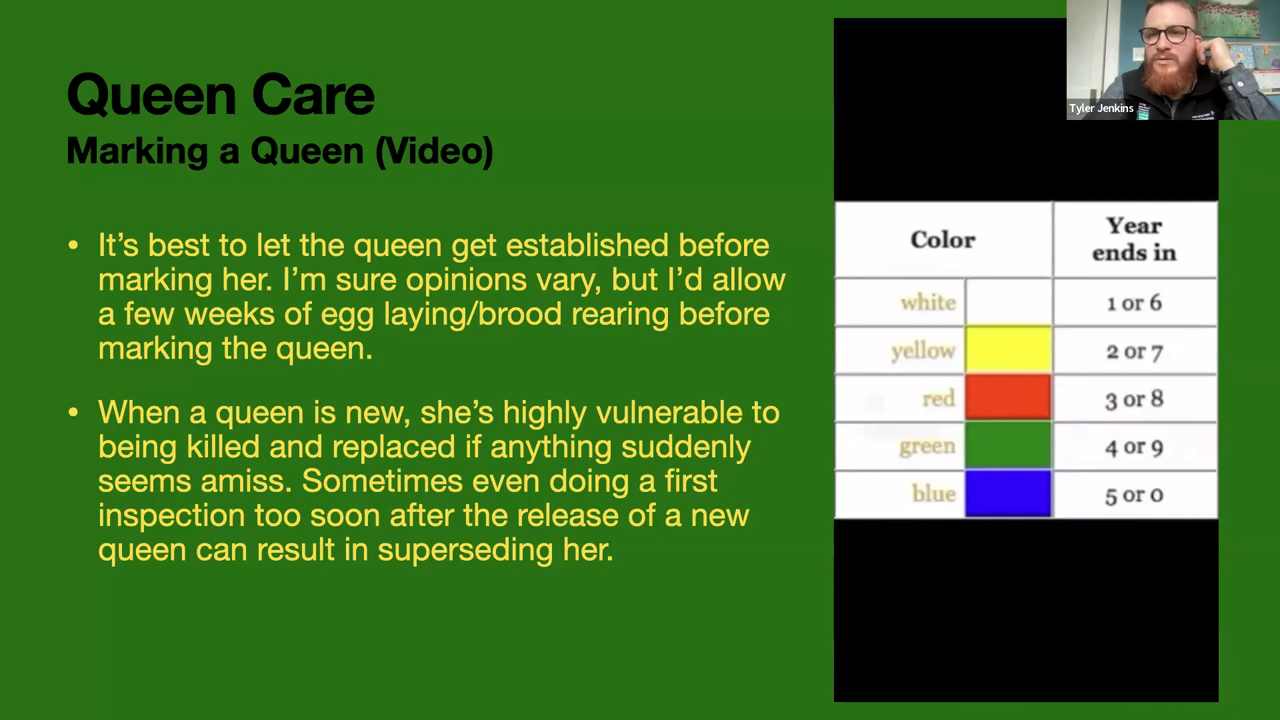 Queen Care
Marking a Queen (Video)
• It’s best to let the queen get established before
marking her. I’m sure opinions vary, but I’d allow
a few weeks of egg laying/brood rearing before
marking the queen.
• When a queen is new, she’s highly vulnerable to
being killed and replaced if anything suddenly
seems amiss. Sometimes even doing a first
inspection too soon after the release of a new
queen can result in superseding her.
Tyler Jenkins
Color Year
ends in
white 1 or 6
yellow 2 or 7
red 3 or 8
green 4 or 9
blue 5 or 0